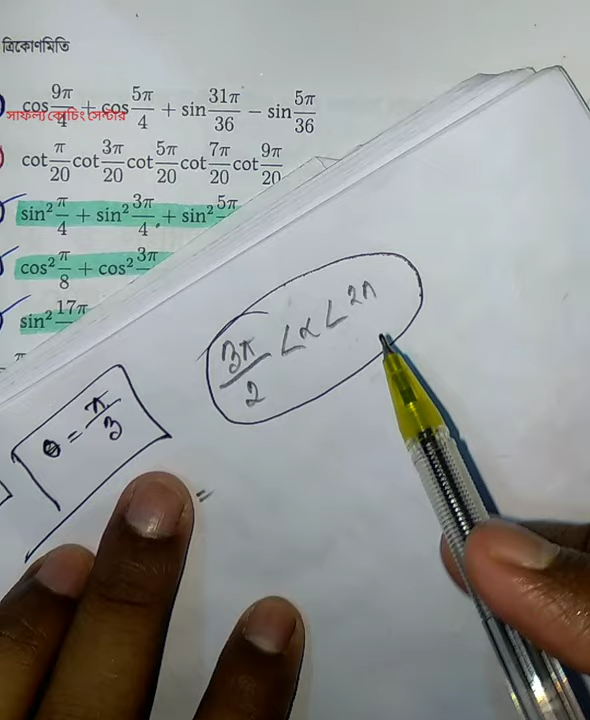 ত্রিকোণমিতি
cos 9π/4 + cos 5π/4 + sin 31π/36 − sin 5π/36
সাফল্য কোচিং সেন্টার
cot π/20 cot 3π/20 cot 5π/20 cot 7π/20 cot 9π/20
sin² π/4 + sin² 3π/4 + sin² 5π
cos² π/8 + cos² 3π
sin² 17π
π
3π/2 < α < 2π
θ = π/3
=